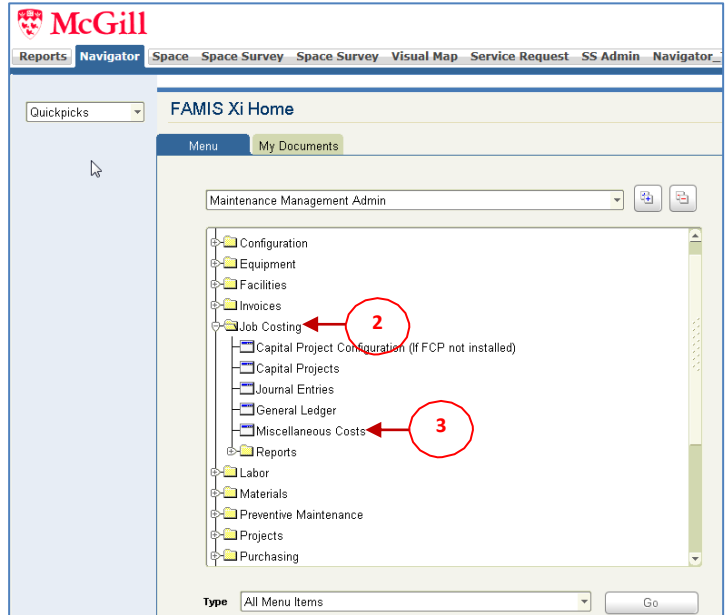 McGill
Reports Navigator Space Space Survey Space Survey Visual Map Service Request SS Admin Navigator_
Quickpicks
FAMIS Xi Home
Menu My Documents
Maintenance Management Admin
Configuration
Equipment
Facilities
Invoices
Job Costing 2
Capital Project Configuration (If FCP not installed)
Capital Projects
Journal Entries
General Ledger
Miscellaneous Costs 3
Reports
Labor
Materials
Preventive Maintenance
Projects
Purchasing
Type All Menu Items Go